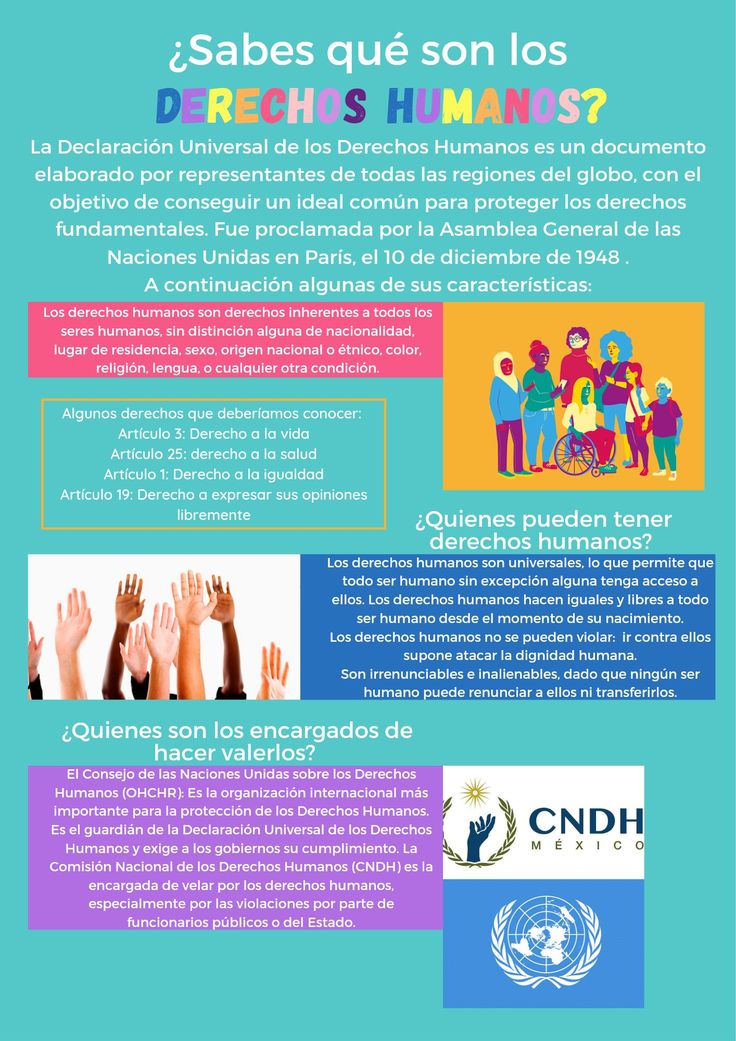 ¿Sabes qué son los
DERECHOS HUMANOS?
La Declaración Universal de los Derechos Humanos es un documento
elaborado por representantes de todas las regiones del globo, con el
objetivo de conseguir un ideal común para proteger los derechos
fundamentales. Fue proclamada por la Asamblea General de las
Naciones Unidas en París, el 10 de diciembre de 1948 .
A continuación algunas de sus características:
Los derechos humanos son derechos inherentes a todos los
seres humanos, sin distinción alguna de nacionalidad,
lugar de residencia, sexo, origen nacional o étnico, color,
religión, lengua, o cualquier otra condición.
Algunos derechos que deberíamos conocer:
Artículo 3: Derecho a la vida
Artículo 25: derecho a la salud
Artículo 1: Derecho a la igualdad
Artículo 19: Derecho a expresar sus opiniones
libremente
¿Quienes pueden tener
derechos humanos?
Los derechos humanos son universales, lo que permite que
todo ser humano sin excepción alguna tenga acceso a
ellos. Los derechos humanos hacen iguales y libres a todo
ser humano desde el momento de su nacimiento.
Los derechos humanos no se pueden violar: ir contra ellos
supone atacar la dignidad humana.
Son irrenunciables e inalienables, dado que ningún ser
humano puede renunciar a ellos ni transferirlos.
¿Quienes son los encargados de
hacer valerlos?
El Consejo de las Naciones Unidas sobre los Derechos
Humanos (OHCHR): Es la organización internacional más
importante para la protección de los Derechos Humanos.
Es el guardián de la Declaración Universal de los Derechos
Humanos y exige a los gobiernos su cumplimiento. La
Comisión Nacional de los Derechos Humanos (CNDH) es la
encargada de velar por los derechos humanos,
especialmente por las violaciones por parte de
funcionarios públicos o del Estado.
CNDH
MÉXICO